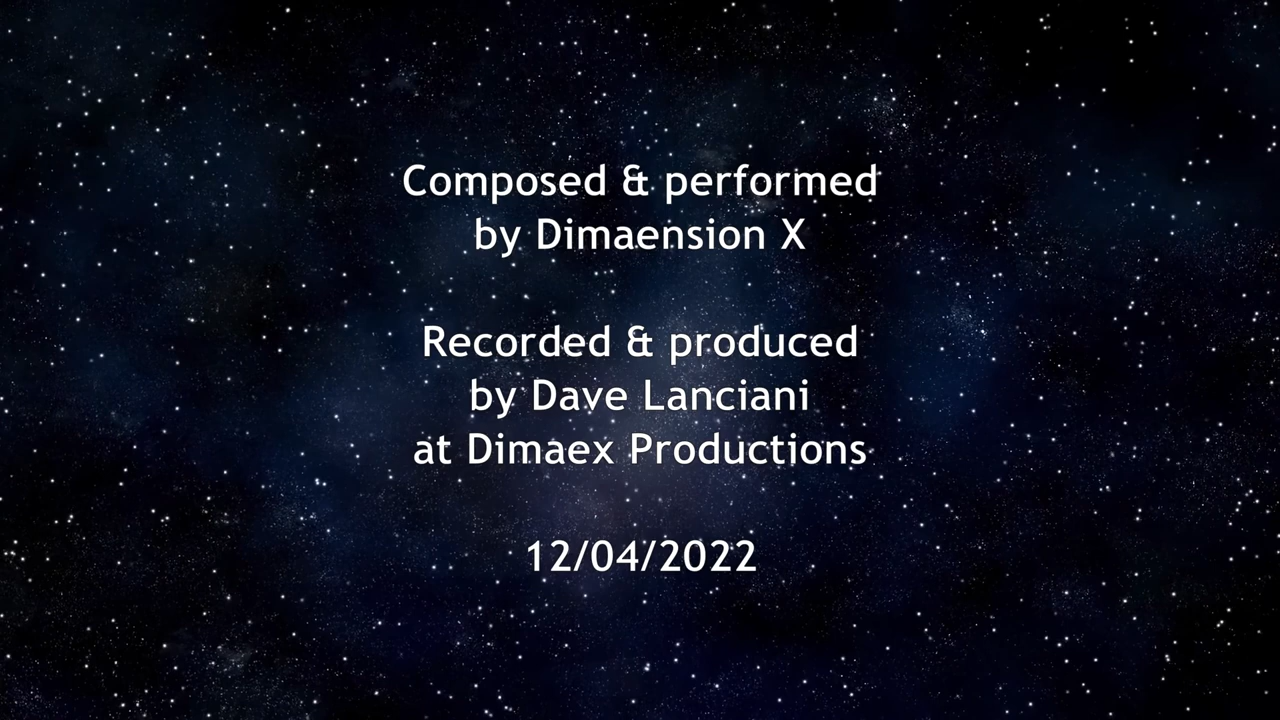 Composed & performed
by Dimaension X
Recorded & produced
by Dave Lanciani
at Dimaex Productions
12/04/2022